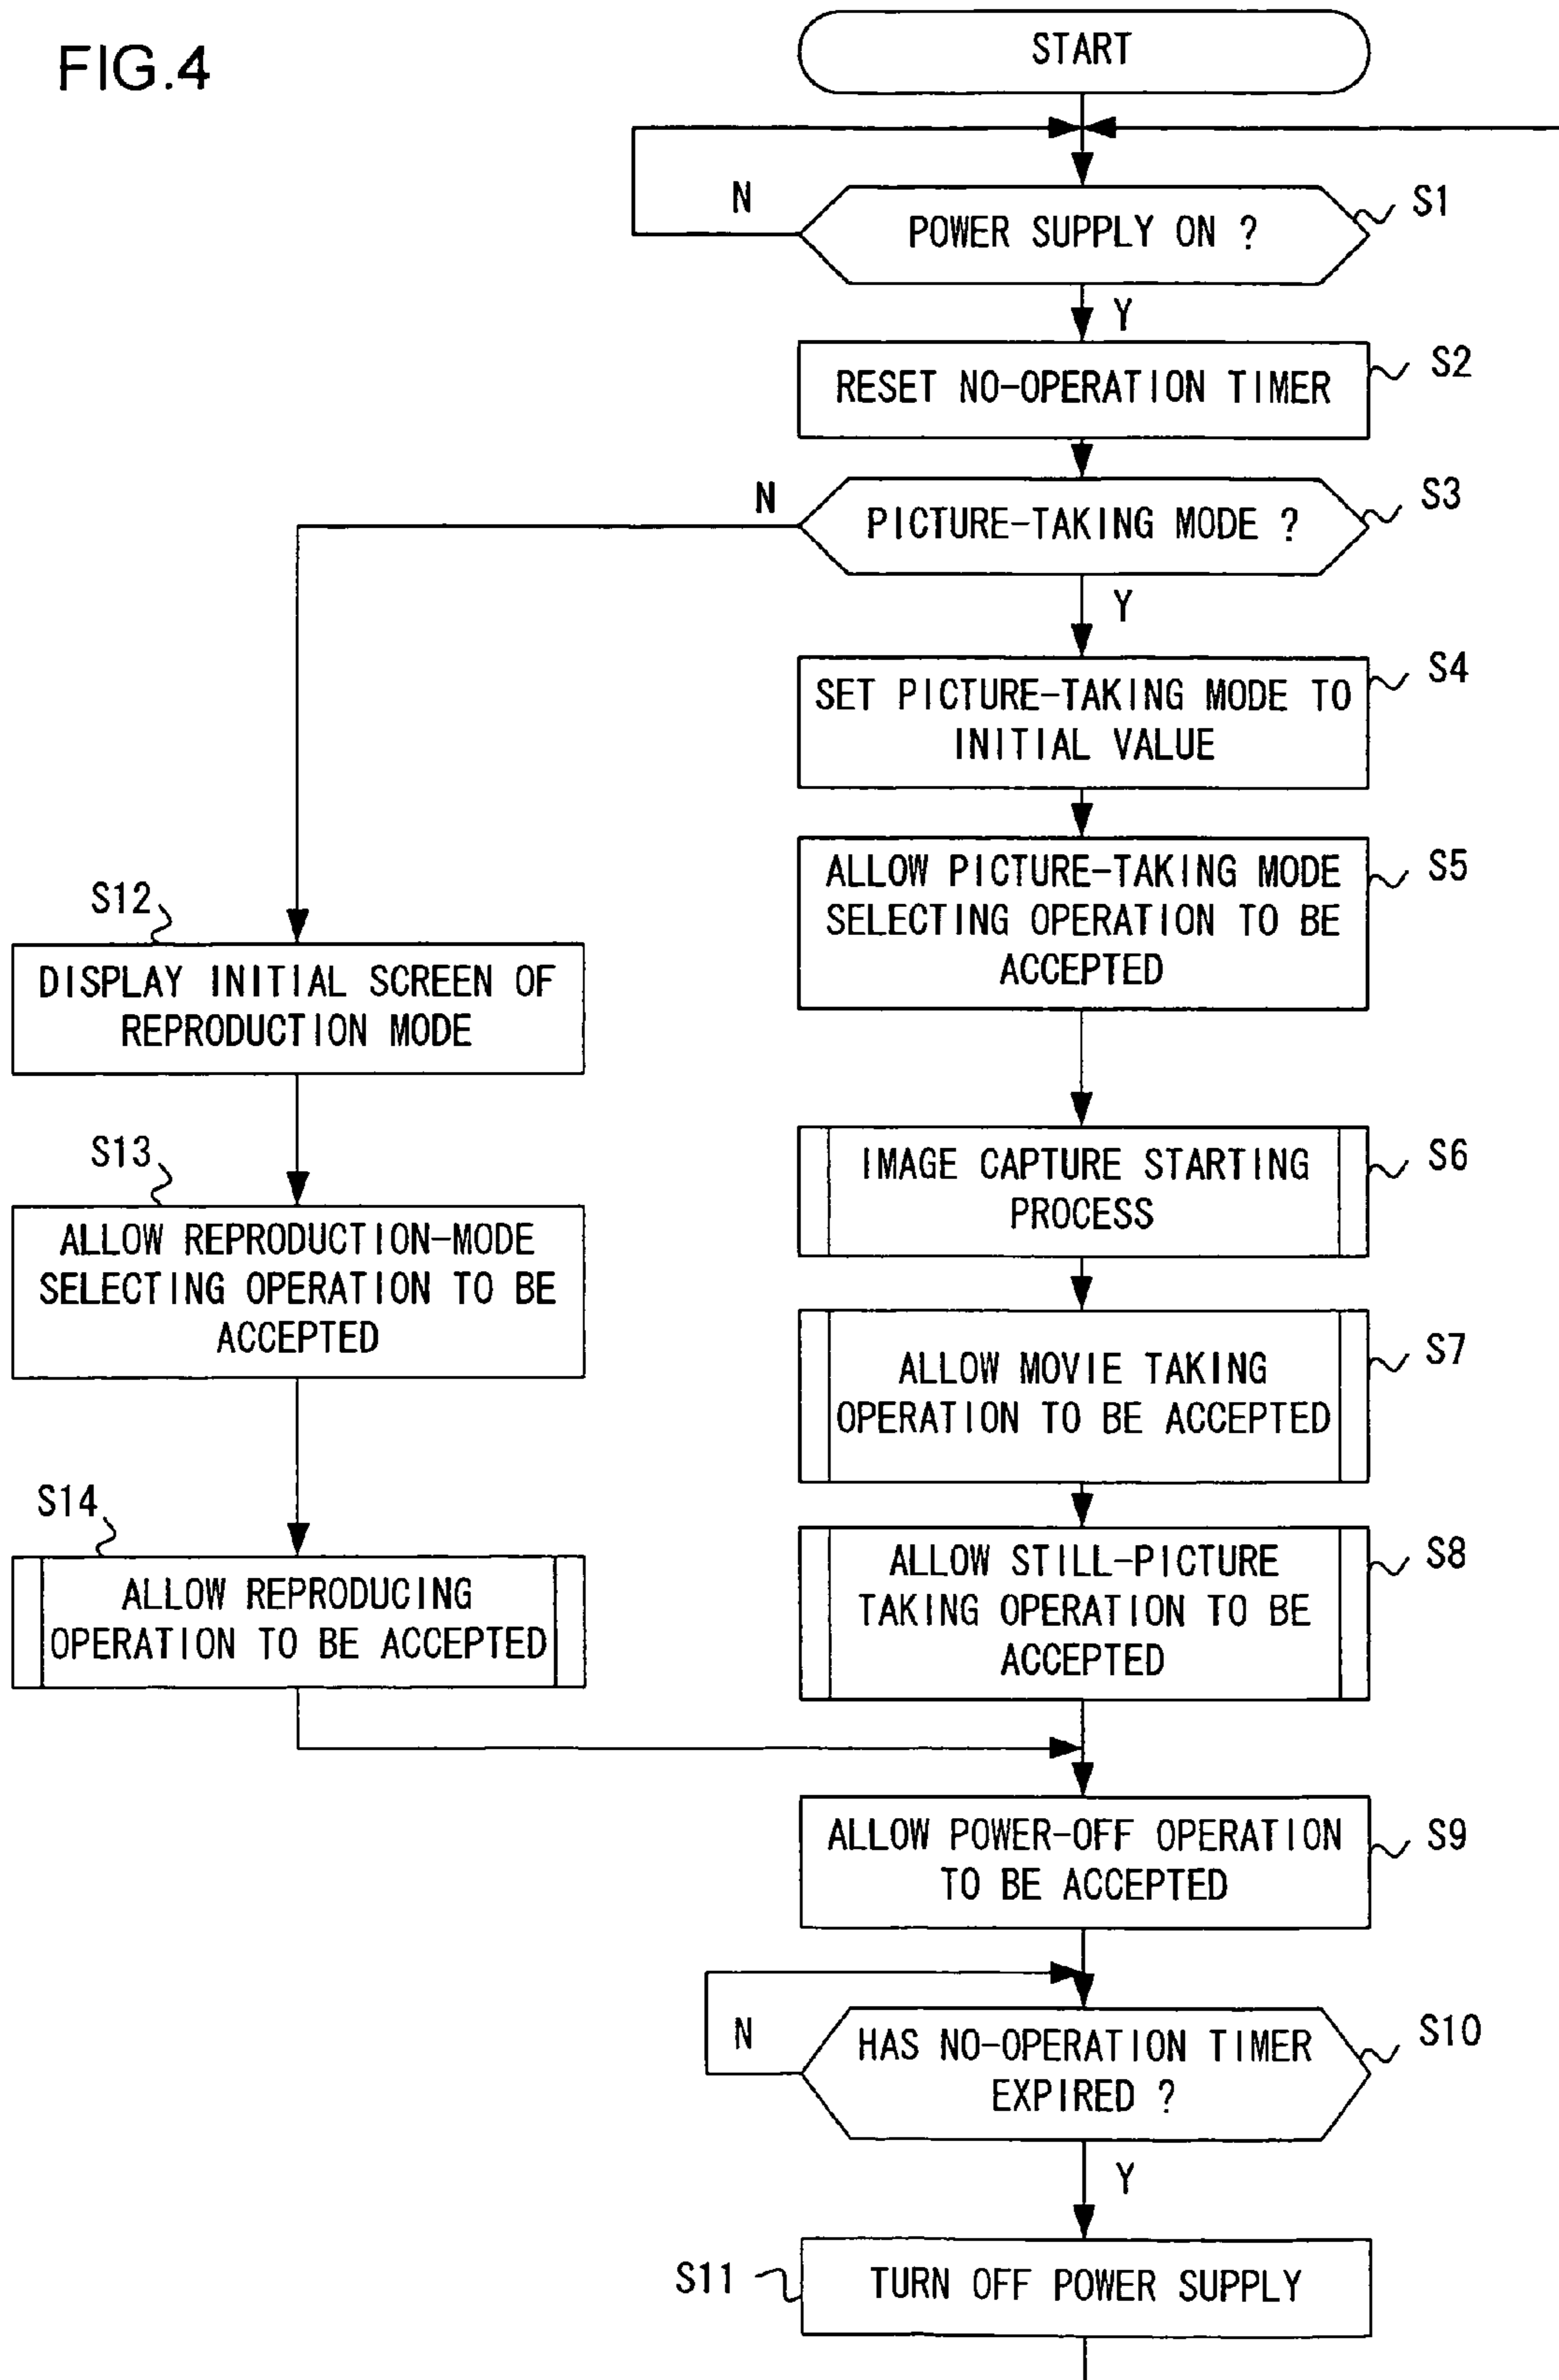 FIG.4
START
N
POWER SUPPLY ON ?
S1
Y
RESET NO-OPERATION TIMER
S2
N
PICTURE-TAKING MODE ?
S3
Y
SET PICTURE-TAKING MODE TO
INITIAL VALUE
S4
ALLOW PICTURE-TAKING MODE
SELECTING OPERATION TO BE
ACCEPTED
S5
S12
DISPLAY INITIAL SCREEN OF
REPRODUCTION MODE
IMAGE CAPTURE STARTING
PROCESS
S6
S13
ALLOW REPRODUCTION-MODE
SELECTING OPERATION TO BE
ACCEPTED
ALLOW MOVIE TAKING
OPERATION TO BE ACCEPTED
S7
S14
ALLOW REPRODUCING
OPERATION TO BE ACCEPTED
ALLOW STILL-PICTURE
TAKING OPERATION TO BE
ACCEPTED
S8
ALLOW POWER-OFF OPERATION
TO BE ACCEPTED
S9
N
HAS NO-OPERATION TIMER
EXPIRED ?
S10
Y
S11
TURN OFF POWER SUPPLY